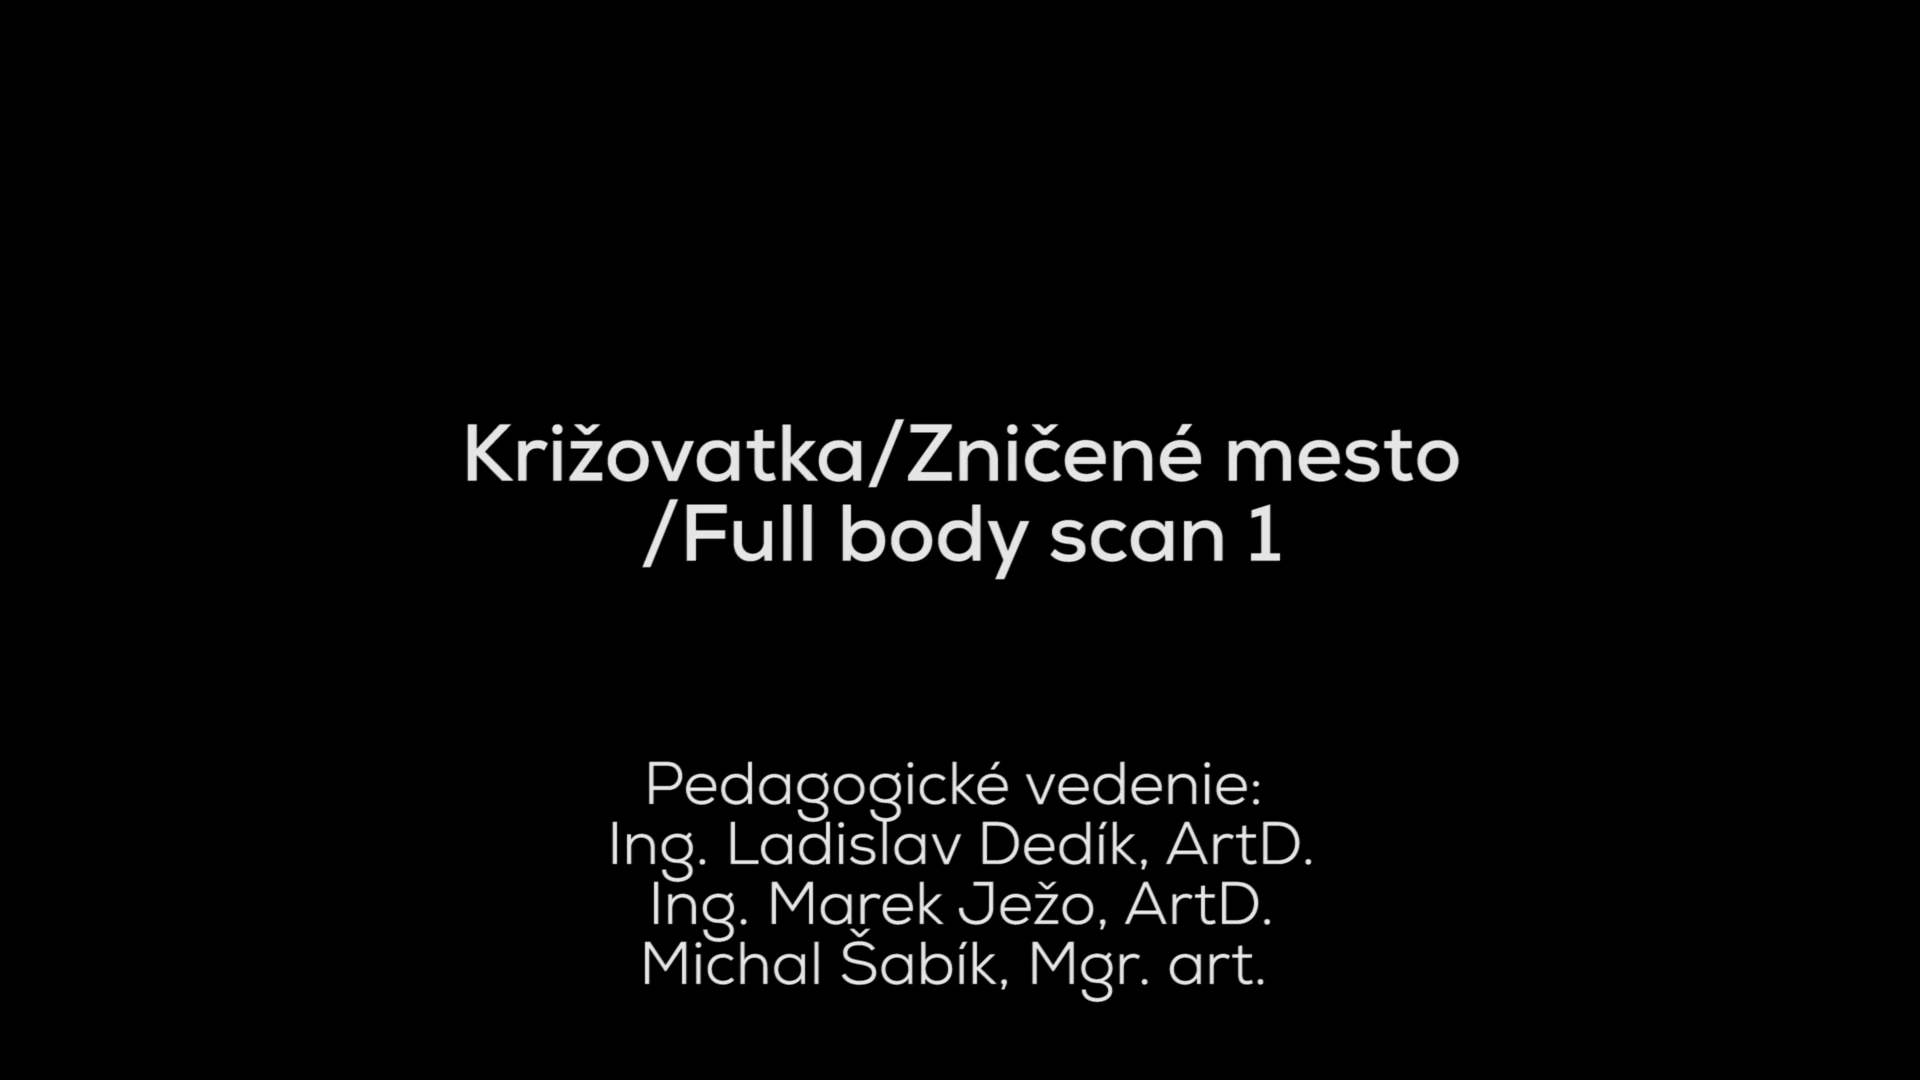 Križovatka/Zničené mesto
/Full body scan 1
Pedagogické vedenie:
Ing. Ladislav Dedík, ArtD.
Ing. Marek Ježo, ArtD.
Michal Šabík, Mgr. art.